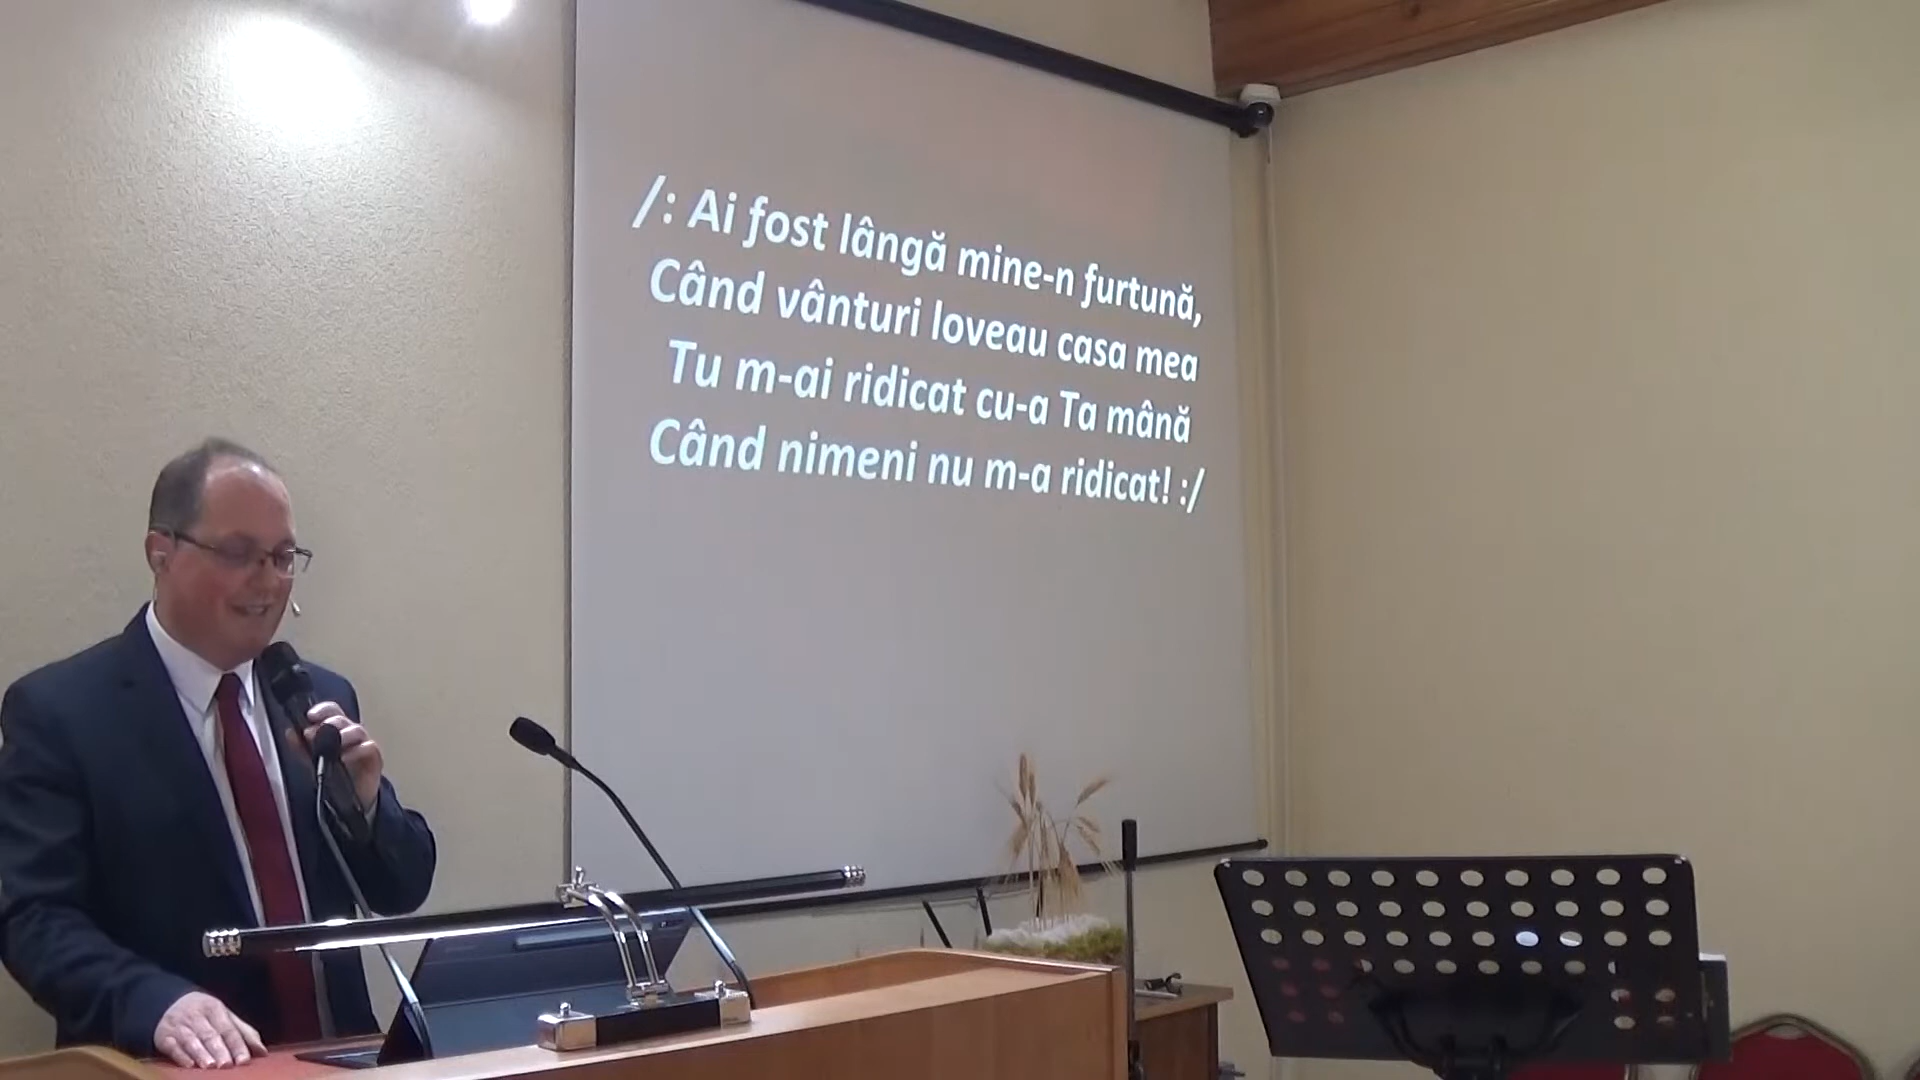 /: Ai fost lângă mine-n furtună,
Când vânturi loveau casa mea
Tu m-ai ridicat cu-a Ta mână
Când nimeni nu m-a ridicat! :/